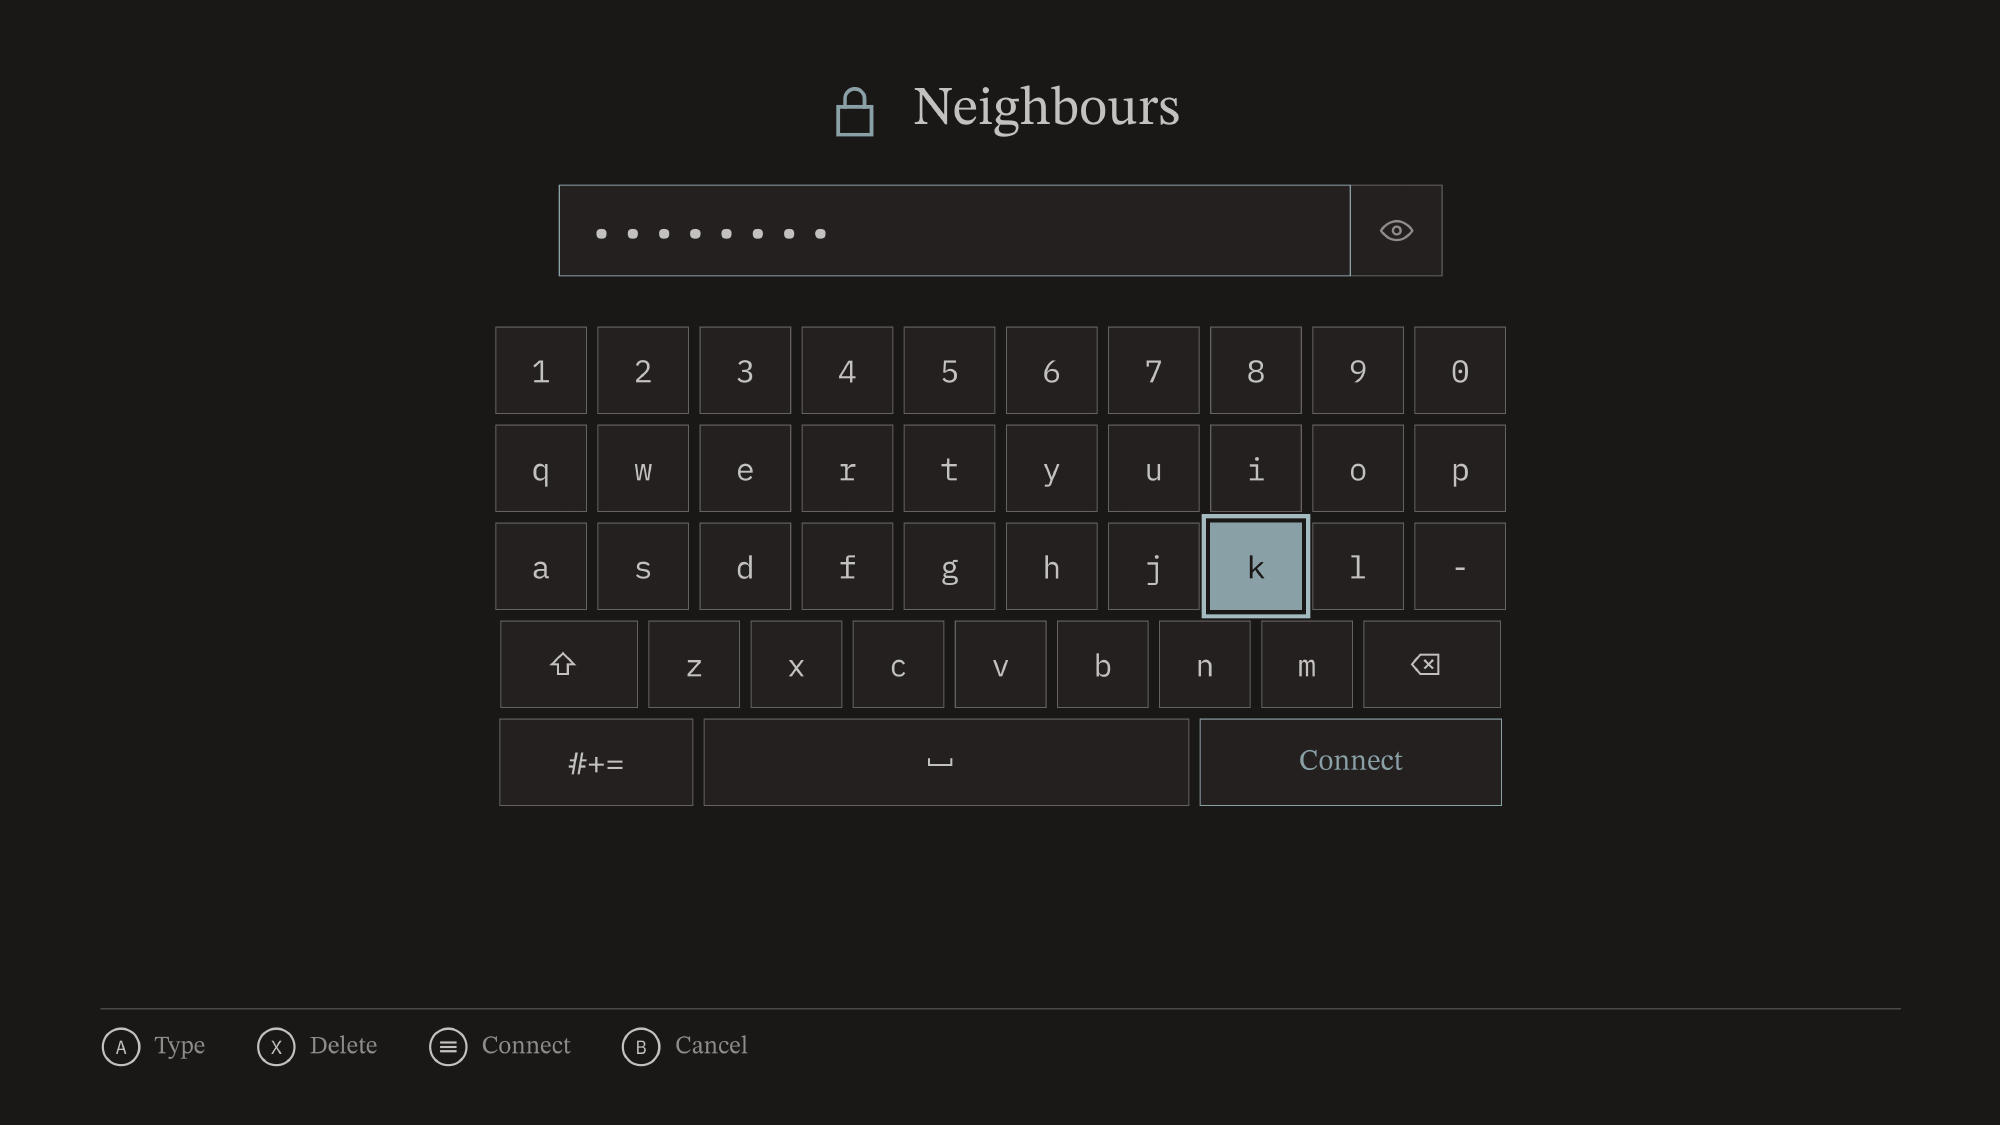 Neighbours
••••••••
1 2 3 4 5 6 7 8 9 0
q w e r t y u i o p
a s d f g h j k l -
z x c v b n m
#+= Connect
A Type X Delete Connect B Cancel